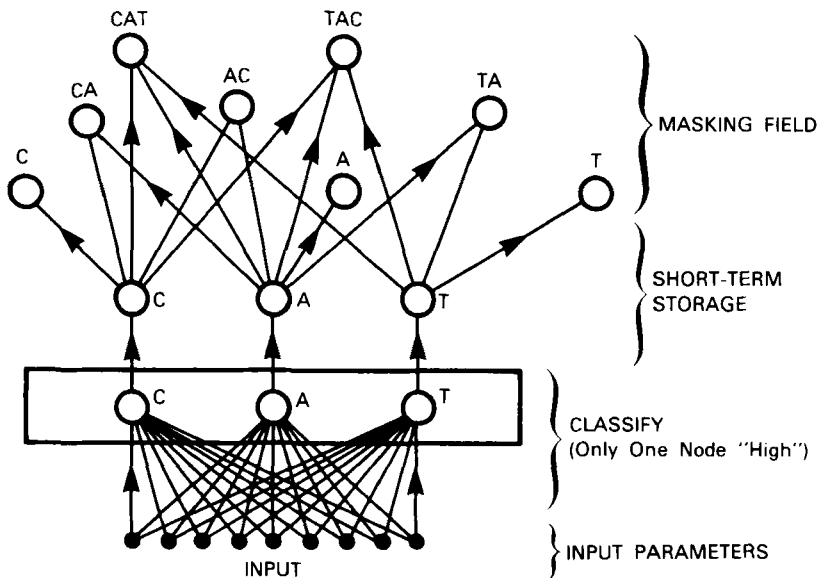 CAT
TAC
CA
AC
TA
C
A
T
MASKING FIELD
C
A
T
SHORT-TERM
STORAGE
C
A
T
CLASSIFY
(Only One Node "High")
INPUT
INPUT PARAMETERS